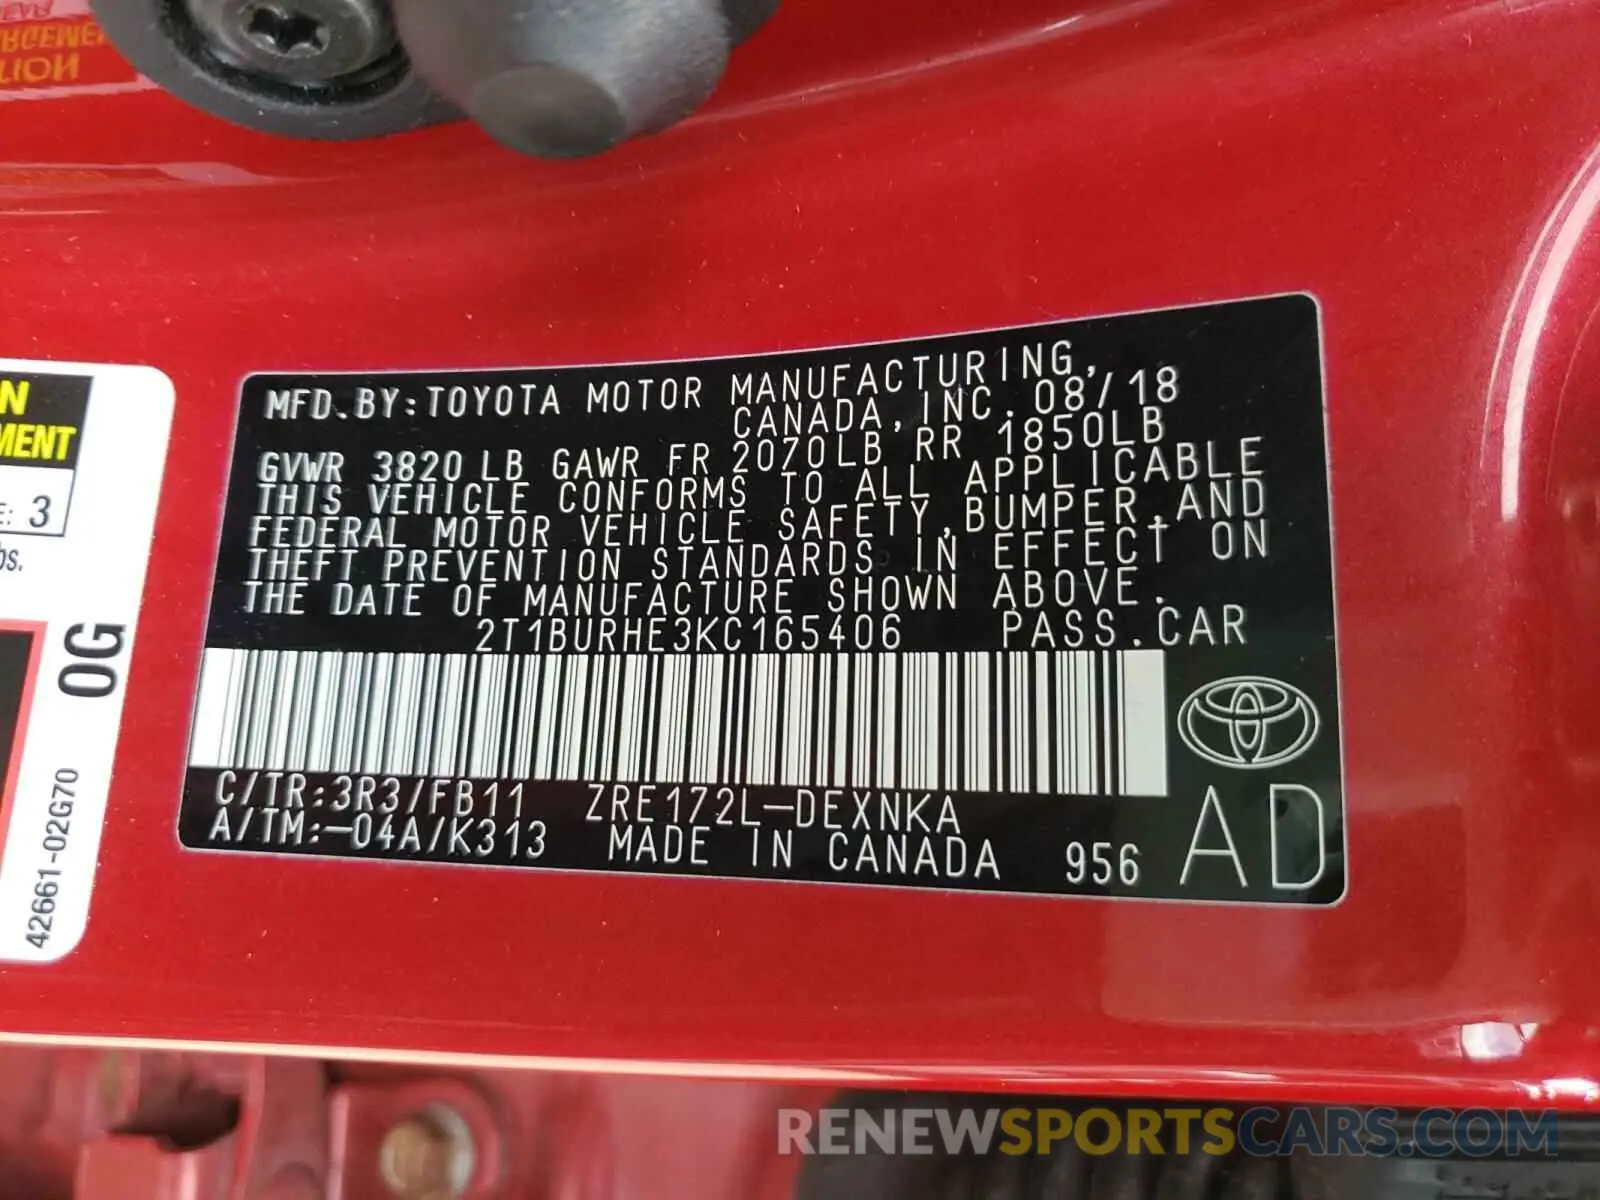 MFD.BY:TOYOTA MOTOR MANUFACTURING,
CANADA,INC. 08/18
GVWR 3820LB GAWR FR 2070LB RR 1850LB
THIS VEHICLE CONFORMS TO ALL APPLICABLE
FEDERAL MOTOR VEHICLE SAFETY,BUMPER,AND
THEFT PREVENTION STANDARDS IN EFFECT ON
THE DATE OF MANUFACTURE SHOWN ABOVE.
2T1BURHE3KC165406 PASS.CAR
C/TR:3R3/FB11 ZRE172L-DEXNKA
A/TM:-04A/K313 MADE IN CANADA 956 AD
3
0G
42661-02G70
RENEWSPORTSCARS.COM